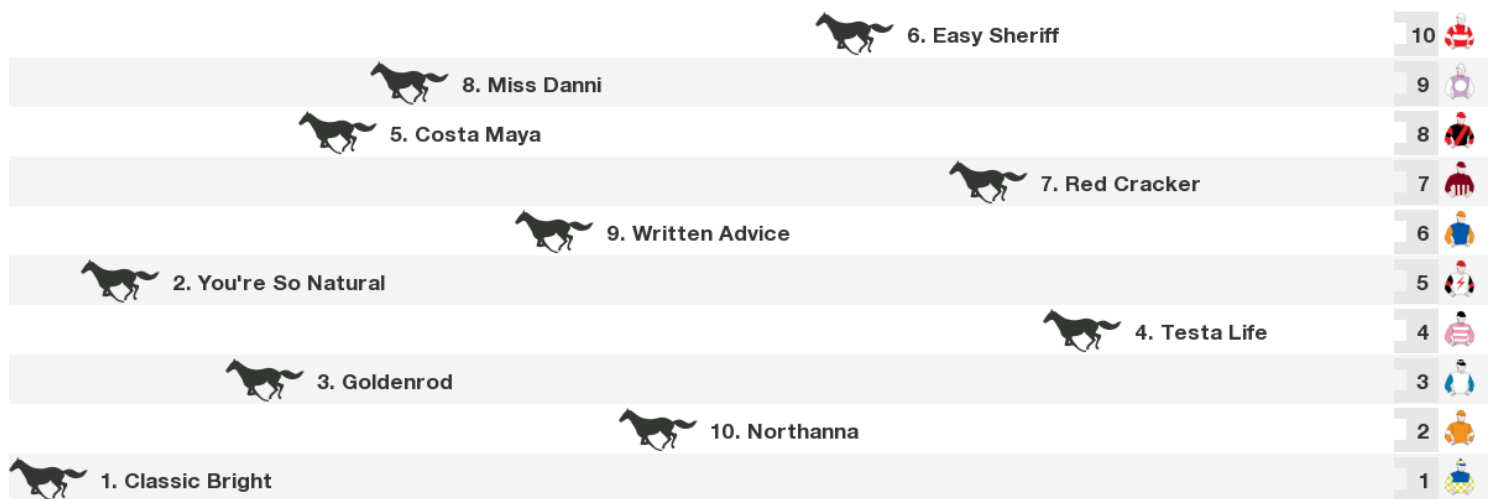 6. Easy Sheriff 10
8. Miss Danni 9
5. Costa Maya 8
7. Red Cracker 7
9. Written Advice 6
2. You're So Natural 5
4. Testa Life 4
3. Goldenrod 3
10. Northanna 2
1. Classic Bright 1